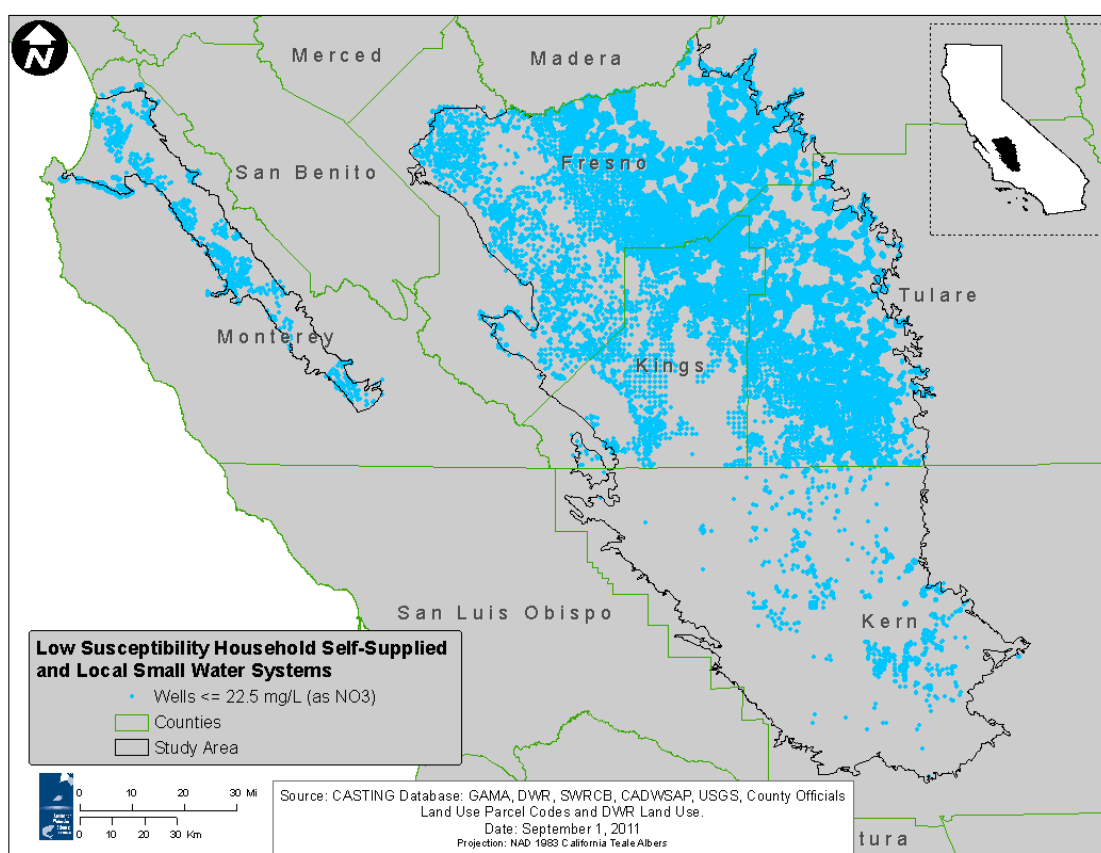 N
Merced
Madera
Fresno
San Benito
Tulare
Monterey
Kings
San Luis Obispo
Kern
Low Susceptibility Household Self-Supplied
and Local Small Water Systems
Wells <= 22.5 mg/L (as NO3)
Counties
Study Area
0 10 20 30 Mi
0 10 20 30 Km
Source: CASTING Database: GAMA, DWR, SWRCB, CADWSAP, USGS, County Officials
Land Use Parcel Codes and DWR Land Use.
Date: September 1, 2011
Projection: NAD 1983 California Teale Albers
tura